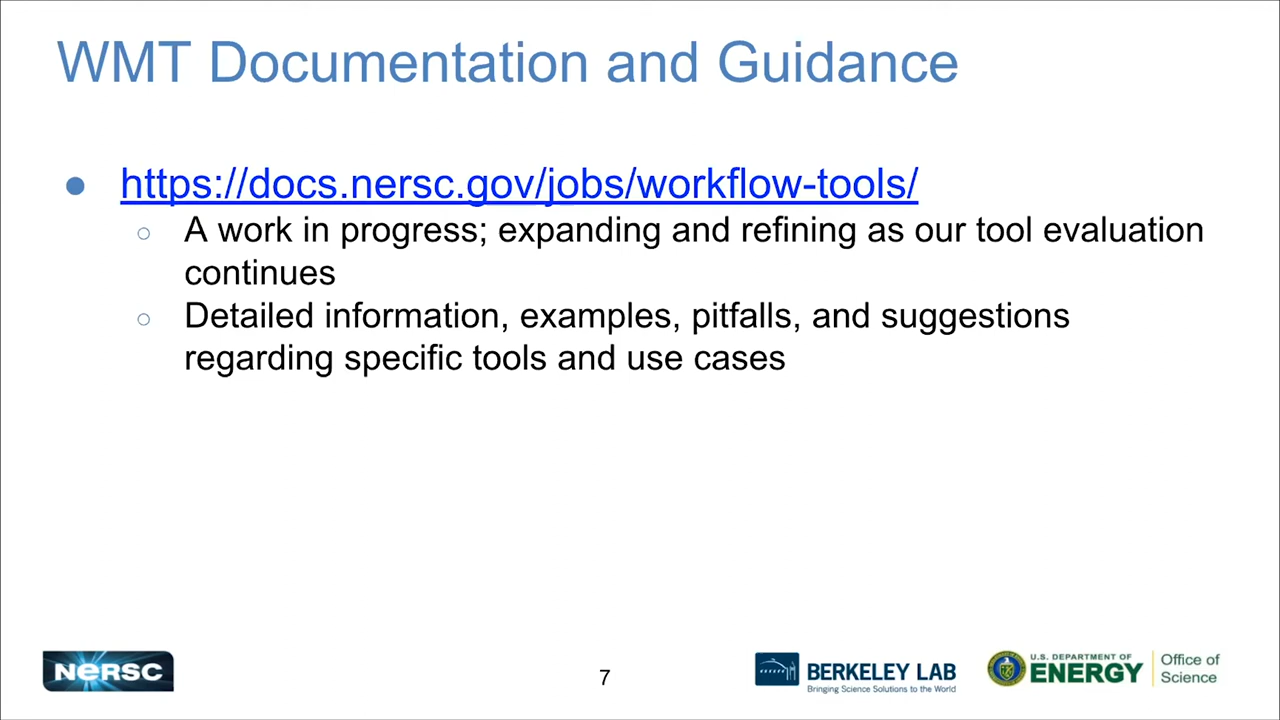 WMT Documentation and Guidance
● https://docs.nersc.gov/jobs/workflow-tools/
○ A work in progress; expanding and refining as our tool evaluation
continues
○ Detailed information, examples, pitfalls, and suggestions
regarding specific tools and use cases
NERSC
7
BERKELEY LAB
Bringing Science Solutions to the World
U.S. DEPARTMENT OF
ENERGY
Office of
Science